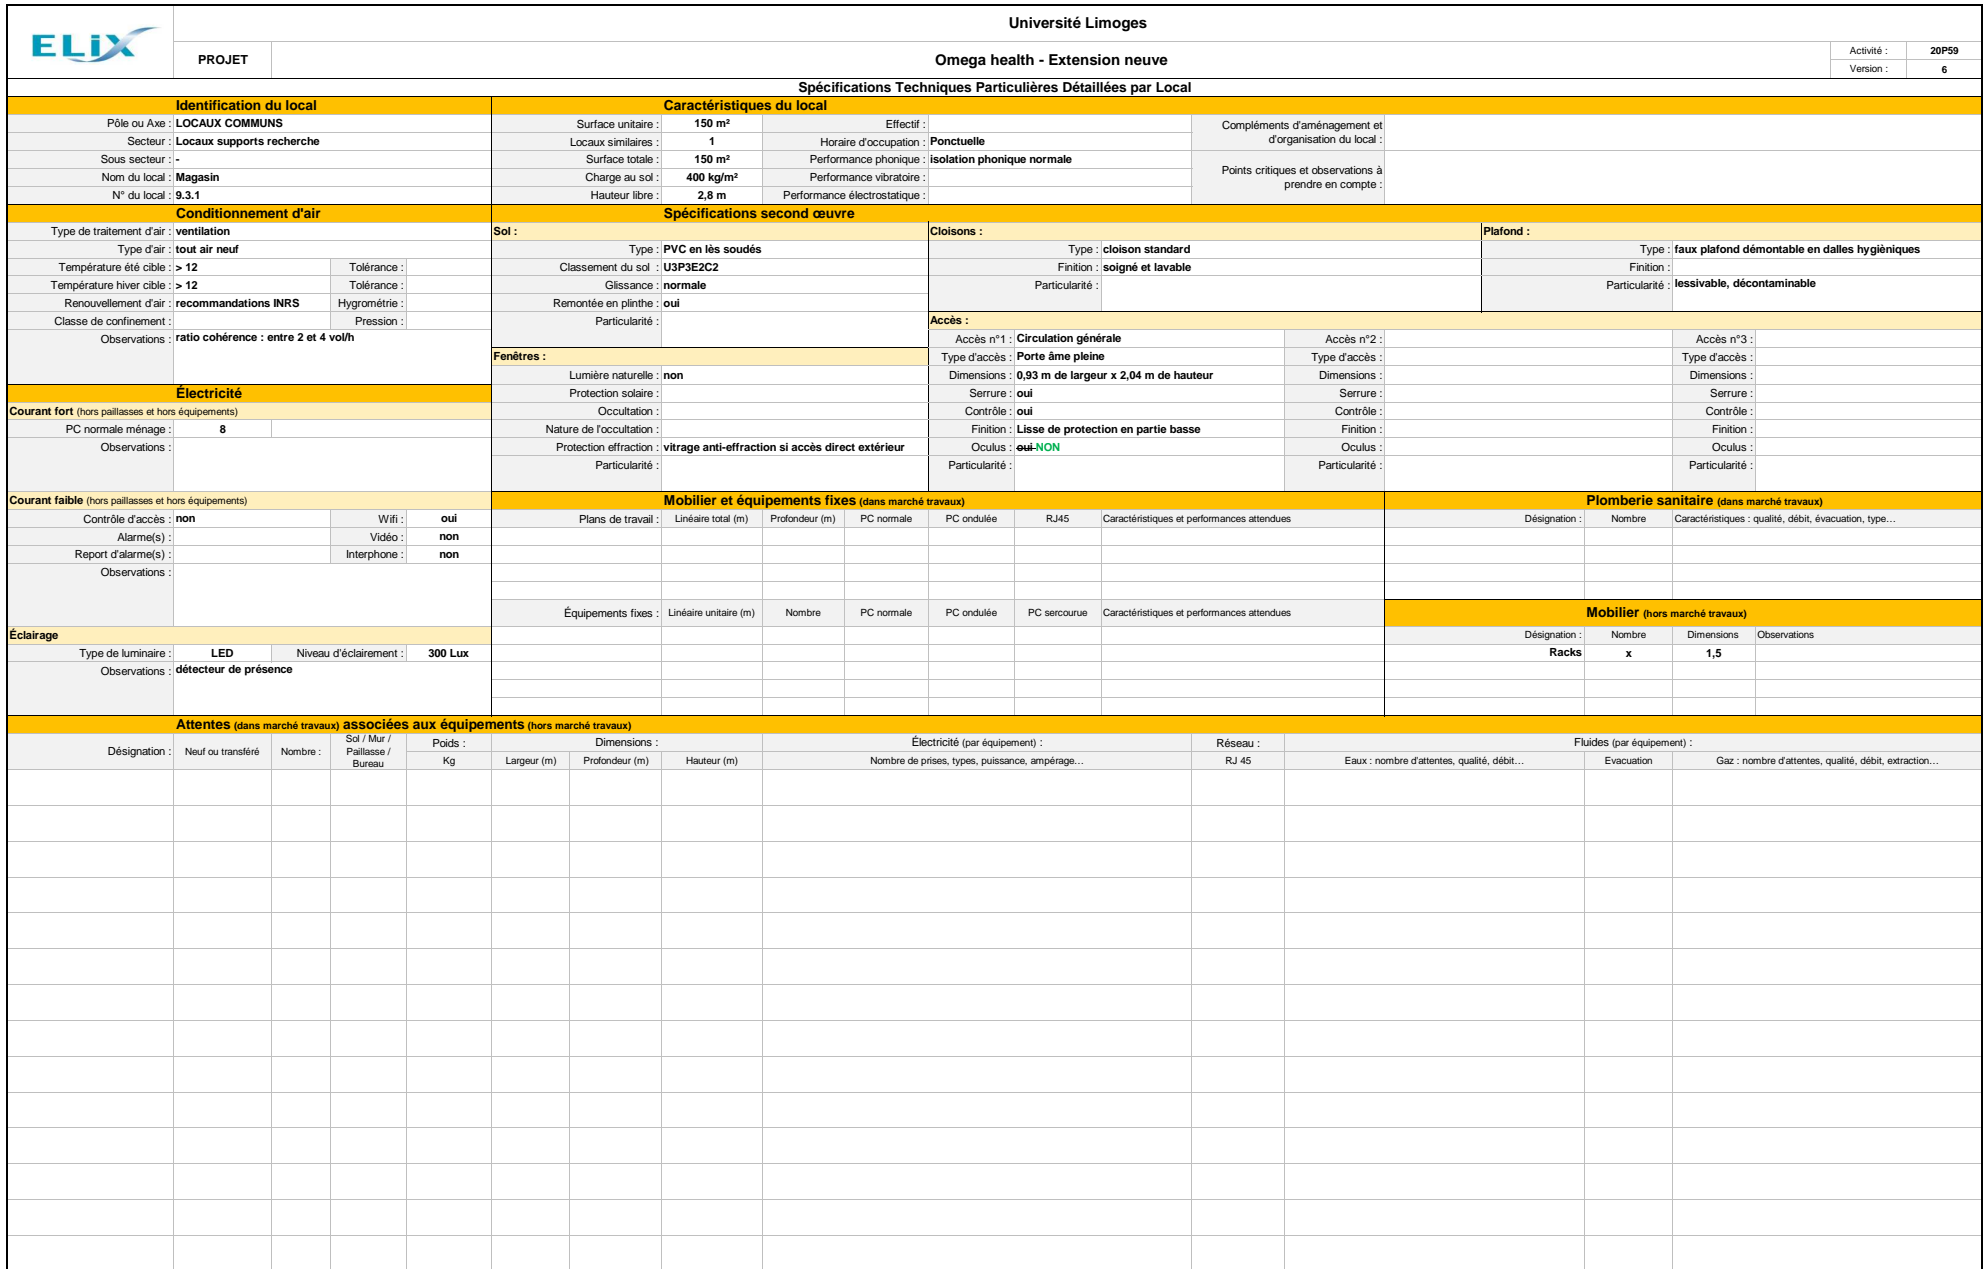 ELiX
Université Limoges
PROJET
Omega health - Extension neuve
Activité : 20P59
Version : 6
Spécifications Techniques Particulières Détaillées par Local
Identification du local
Pôle ou Axe : LOCAUX COMMUNS
Secteur : Locaux supports recherche
Sous secteur : -
Nom du local : Magasin
N° du local : 9.3.1
Caractéristiques du local
Surface unitaire : 150 m²
Locaux similaires : 1
Surface totale : 150 m²
Charge au sol : 400 kg/m²
Hauteur libre : 2,8 m
Effectif :
Horaire d'occupation : Ponctuelle
Performance phonique : isolation phonique normale
Performance vibratoire :
Performance électrostatique :
Compléments d'aménagement et
d'organisation du local :
Points critiques et observations à
prendre en compte :
Conditionnement d'air
Type de traitement d'air : ventilation
Type d'air : tout air neuf
Température été cible : > 12 Tolérance :
Température hiver cible : > 12 Tolérance :
Renouvellement d'air : recommandations INRS Hygrométrie :
Classe de confinement : Pression :
Observations : ratio cohérence : entre 2 et 4 vol/h
Spécifications second œuvre
Sol :
Type : PVC en lès soudés
Classement du sol : U3P3E2C2
Glissance : normale
Remontée en plinthe : oui
Particularité :
Cloisons :
Type : cloison standard
Finition : soigné et lavable
Particularité :
Plafond :
Type : faux plafond démontable en dalles hygièniques
Finition :
Particularité : lessivable, décontaminable
Fenêtres :
Lumière naturelle : non
Protection solaire :
Occultation :
Nature de l'occultation :
Protection effraction : vitrage anti-effraction si accès direct extérieur
Particularité :
Accès :
Accès n°1 : Circulation générale
Type d'accès : Porte âme pleine
Dimensions : 0,93 m de largeur x 2,04 m de hauteur
Serrure : oui
Contrôle : oui
Finition : Lisse de protection en partie basse
Oculus : oui NON
Particularité :
Accès n°2 :
Type d'accès :
Dimensions :
Serrure :
Contrôle :
Finition :
Oculus :
Particularité :
Accès n°3 :
Type d'accès :
Dimensions :
Serrure :
Contrôle :
Finition :
Oculus :
Particularité :
Électricité
Courant fort (hors paillasses et hors équipements)
PC normale ménage : 8
Observations :
Courant faible (hors paillasses et hors équipements)
Contrôle d'accès : non Wifi : oui
Alarme(s) : Vidéo : non
Report d'alarme(s) : Interphone : non
Observations :
Éclairage
Type de luminaire : LED Niveau d'éclairement : 300 Lux
Observations : détecteur de présence
Mobilier et équipements fixes (dans marché travaux)
Plans de travail : Linéaire total (m) Profondeur (m) PC normale PC ondulée RJ45 Caractéristiques et performances attendues
Équipements fixes : Linéaire unitaire (m) Nombre PC normale PC ondulée PC sercourue Caractéristiques et performances attendues
Plomberie sanitaire (dans marché travaux)
Désignation : Nombre Caractéristiques : qualité, débit, évacuation, type…
Mobilier (hors marché travaux)
Désignation : Nombre Dimensions Observations
Racks x 1,5
Attentes (dans marché travaux) associées aux équipements (hors marché travaux)
Désignation : Neuf ou transféré Nombre :
Sol / Mur /
Paillasse /
Bureau
Poids : Dimensions : Électricité (par équipement) : Réseau : Fluides (par équipement) :
Kg Largeur (m) Profondeur (m) Hauteur (m) Nombre de prises, types, puissance, ampérage… RJ 45 Eaux : nombre d'attentes, qualité, débit… Evacuation Gaz : nombre d'attentes, qualité, débit, extraction…